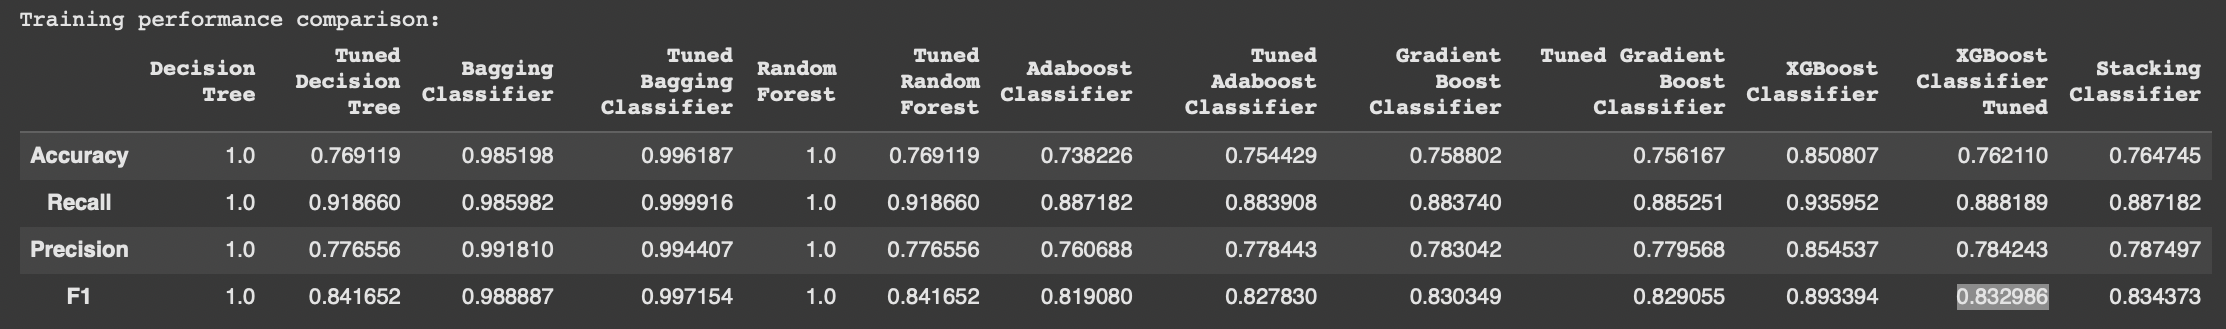 Training performance comparison:
Decision Tree Tuned Decision Tree Bagging Classifier Tuned Bagging Classifier Random Forest Tuned Random Forest Adaboost Classifier Tuned Adaboost Classifier Gradient Boost Classifier Tuned Gradient Boost Classifier XGBoost Classifier XGBoost Classifier Tuned Stacking Classifier
Accuracy 1.0 0.769119 0.985198 0.996187 1.0 0.769119 0.738226 0.754429 0.758802 0.756167 0.850807 0.762110 0.764745
Recall 1.0 0.918660 0.985982 0.999916 1.0 0.918660 0.887182 0.883908 0.883740 0.885251 0.935952 0.888189 0.887182
Precision 1.0 0.776556 0.991810 0.994407 1.0 0.776556 0.760688 0.778443 0.783042 0.779568 0.854537 0.784243 0.787497
F1 1.0 0.841652 0.988887 0.997154 1.0 0.841652 0.819080 0.827830 0.830349 0.829055 0.893394 0.832986 0.834373